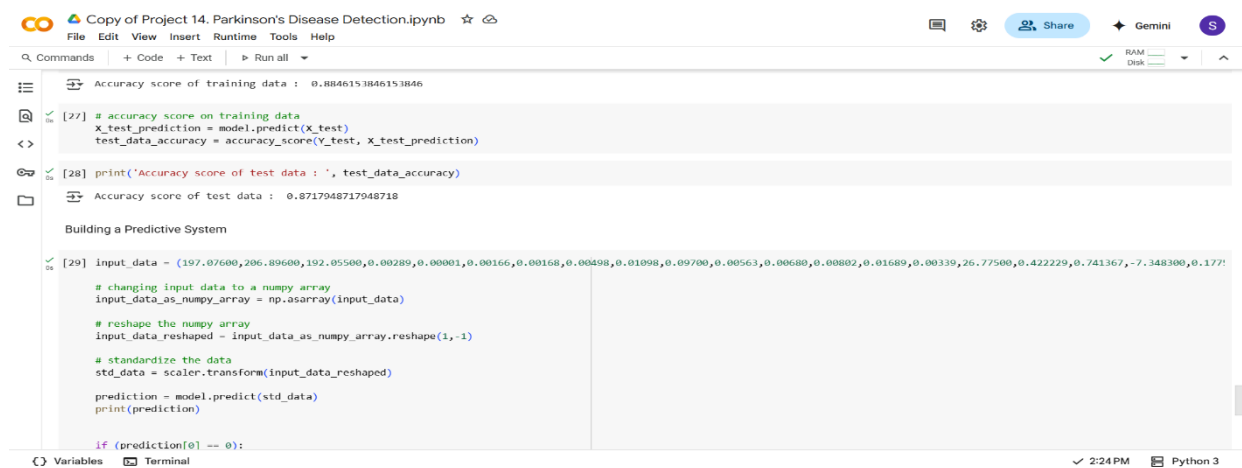 Copy of Project 14. Parkinson's Disease Detection.ipynb
File Edit View Insert Runtime Tools Help
Share
Gemini
S
Commands + Code + Text Run all
RAM
Disk
Accuracy score of training data : 0.8846153846153846
[27] # accuracy score on training data
X_test_prediction = model.predict(X_test)
test_data_accuracy = accuracy_score(Y_test, X_test_prediction)
[28] print('Accuracy score of test data : ', test_data_accuracy)
Accuracy score of test data : 0.8717948717948718
Building a Predictive System
[29] input_data = (197.07600,206.89600,192.05500,0.00289,0.00001,0.00166,0.00168,0.00498,0.01098,0.09700,0.00563,0.00680,0.00802,0.01689,0.00339,26.77500,0.422229,0.741367,-7.348300,0.177
# changing input data to a numpy array
input_data_as_numpy_array = np.asarray(input_data)
# reshape the numpy array
input_data_reshaped = input_data_as_numpy_array.reshape(1,-1)
# standardize the data
std_data = scaler.transform(input_data_reshaped)
prediction = model.predict(std_data)
print(prediction)
if (prediction[0] == 0):
Variables Terminal
2:24 PM Python 3